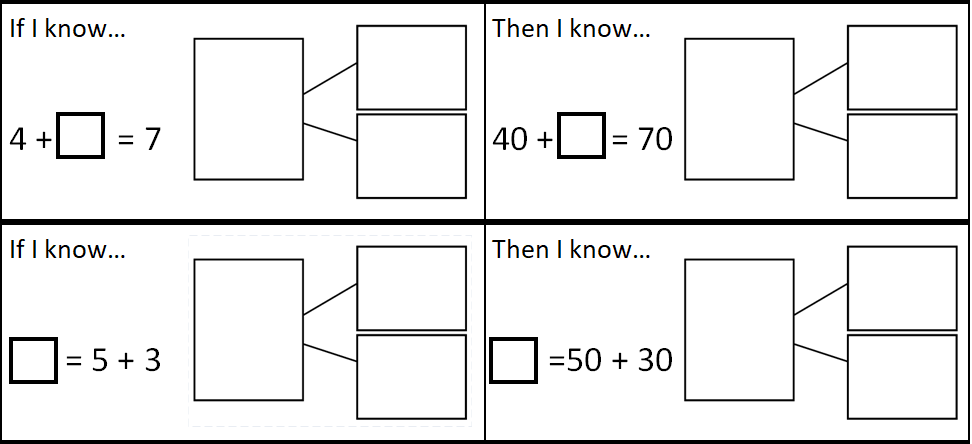 If I know...
4 + □ = 7
Then I know...
40 + □ = 70
If I know...
□ = 5 + 3
Then I know...
□ =50 + 30